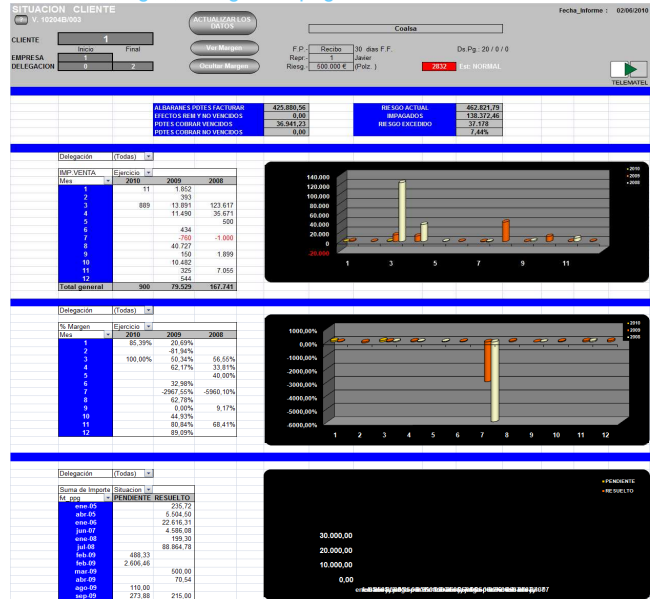 SITUACION CLIENTE
V. 10204B/003
ACTUALIZAR LOS DATOS
Fecha_Informe : 02/06/2010
Coalsa
CLIENTE 1
Inicio Final
EMPRESA 1
DELEGACION 0 2
Ver Margen
Ocultar Margen
F.P.- Recibo 30 dias F.F. Ds.Pg.: 20 / 0 / 0
Repr.- 1 Javier
Riesg.- 500.000 € (Polz. ) 2832 Est: NORMAL
TELEMATEL
ALBARANES PDTES FACTURAR 425.880,56 RIESGO ACTUAL 462.821,79
EFECTOS REM Y NO VENCIDOS 0,00 IMPAGADOS 138.372,46
PDTES COBRAR VENCIDOS 36.941,23 RIESGO EXCEDIDO 37.178
PDTES COBRAR NO VENCIDOS 0,00 7,44%
Delegación (Todas)
IMP.VENTA Ejercicio
Mes 2010 2009 2008
1 11 1.852
2 393
3 889 13.891 123.617
4 11.490 35.671
5 500
6 434
7 -760 -1.000
8 40.727
9 150 1.899
10 10.482
11 325 7.055
12 544
Total general 900 79.529 167.741
2010
2009
2008
140.000
120.000
100.000
80.000
60.000
40.000
20.000
0
-20.000
1 3 5 7 9 11
Delegación (Todas)
% Margen Ejercicio
Mes 2010 2009 2008
1 85,39% 20,69%
2 -81,94%
3 100,00% 50,34% 56,55%
4 62,17% 33,81%
5 40,00%
6 32,98%
7 -2967,55% -5960,10%
8 62,78%
9 0,00% 9,17%
10 44,93%
11 80,84% 68,41%
12 89,09%
2010
2009
2008
1000,00%
0,00%
-1000,00%
-2000,00%
-3000,00%
-4000,00%
-5000,00%
-6000,00%
1 2 3 4 5 6 7 8 9 10 11 12
Delegación (Todas)
Suma de Importe Situacion
fvt_ppg PENDIENTE RESUELTO
ene-05 235,72
abr-05 5.504,50
ene-06 22.616,31
jun-07 4.586,08
ene-08 199,30
jul-08 88.864,78
feb-09 488,33
feb-09 2.606,46
mar-09 500,00
abr-09 70,54
ago-09 110,00
sep-09 273,88 215,00
PENDIENTE
RESUELTO
30.000,00
20.000,00
10.000,00
0,00